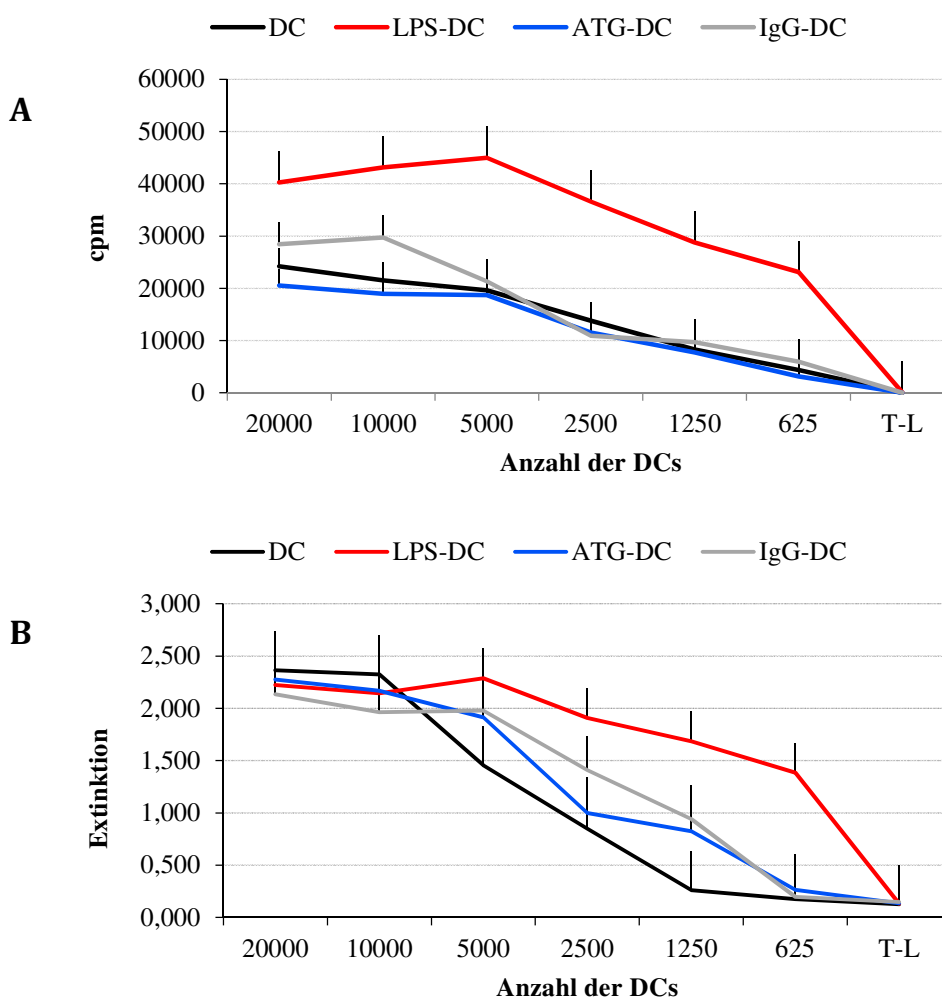 DC LPS-DC ATG-DC IgG-DC
A
60000
50000
40000
30000
20000
10000
0
cpm
20000 10000 5000 2500 1250 625 T-L
Anzahl der DCs
DC LPS-DC ATG-DC IgG-DC
B
3,000
2,500
2,000
1,500
1,000
0,500
0,000
Extinktion
20000 10000 5000 2500 1250 625 T-L
Anzahl der DCs